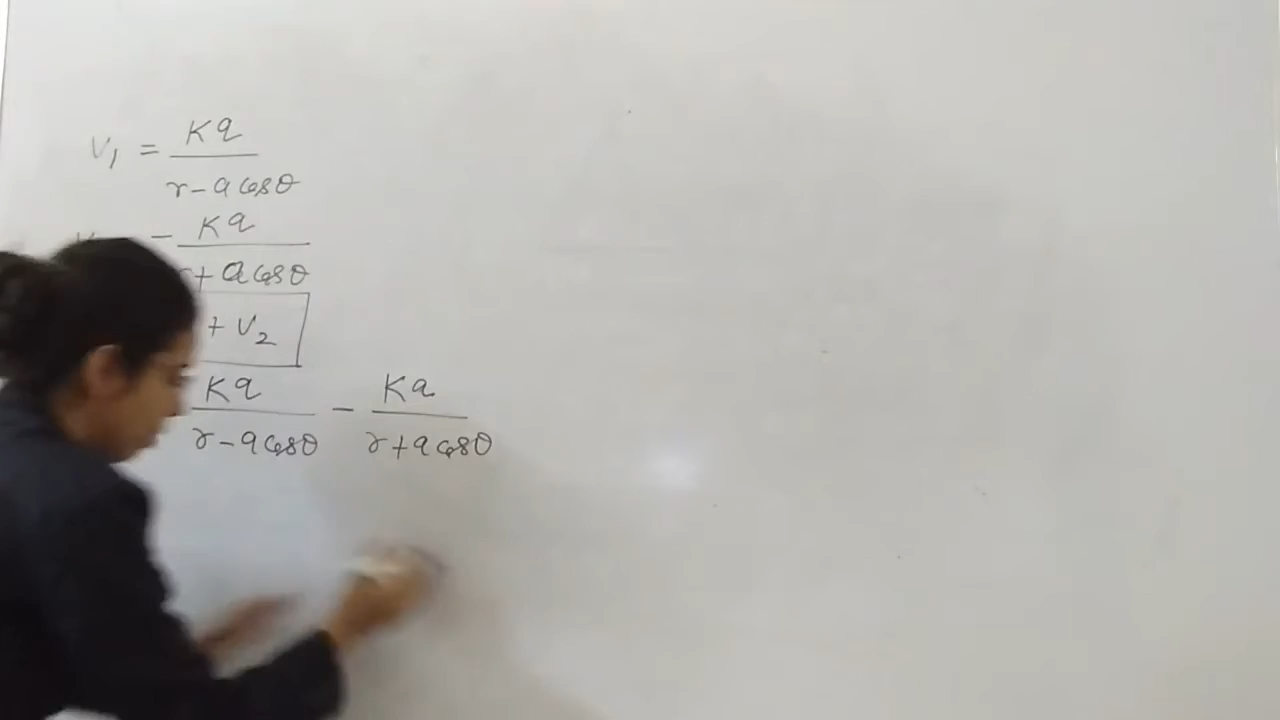 V₁ = Kq / (r - a cosθ)
- Kq / (r + a cosθ)
+ V₂
Kq / (r - a cosθ) - Kq / (r + a cosθ)